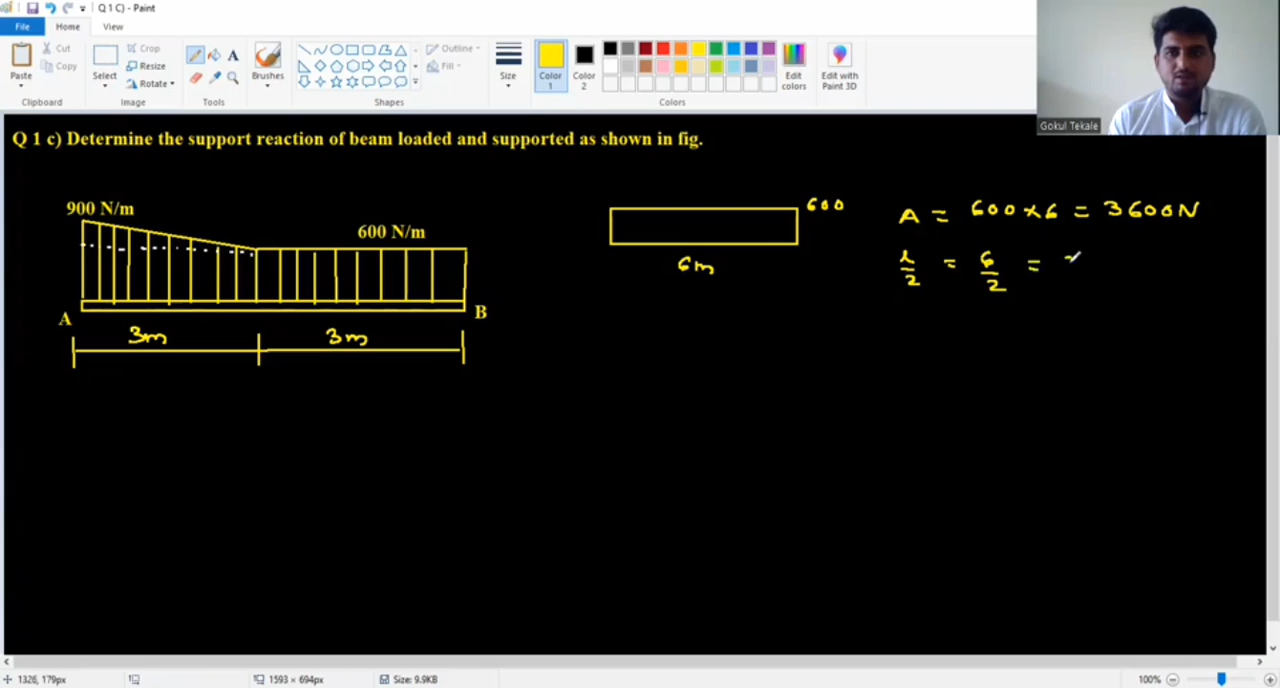 Q 1 C) - Paint
File Home View
Paste Cut Copy Clipboard
Select Crop Resize Rotate Image
Tools
Brushes
Outline Fill Shapes
Size
Color 1
Color 2
Edit colors
Edit with Paint 3D
Colors
Gokul Tekale
Q 1 c) Determine the support reaction of beam loaded and supported as shown in fig.
900 N/m
600 N/m
A B
3m 3m
600
6m
A = 600 × 6 = 3600N
l/2 = 6/2 =
1326, 179px 1593 × 694px Size: 9.9KB 100%